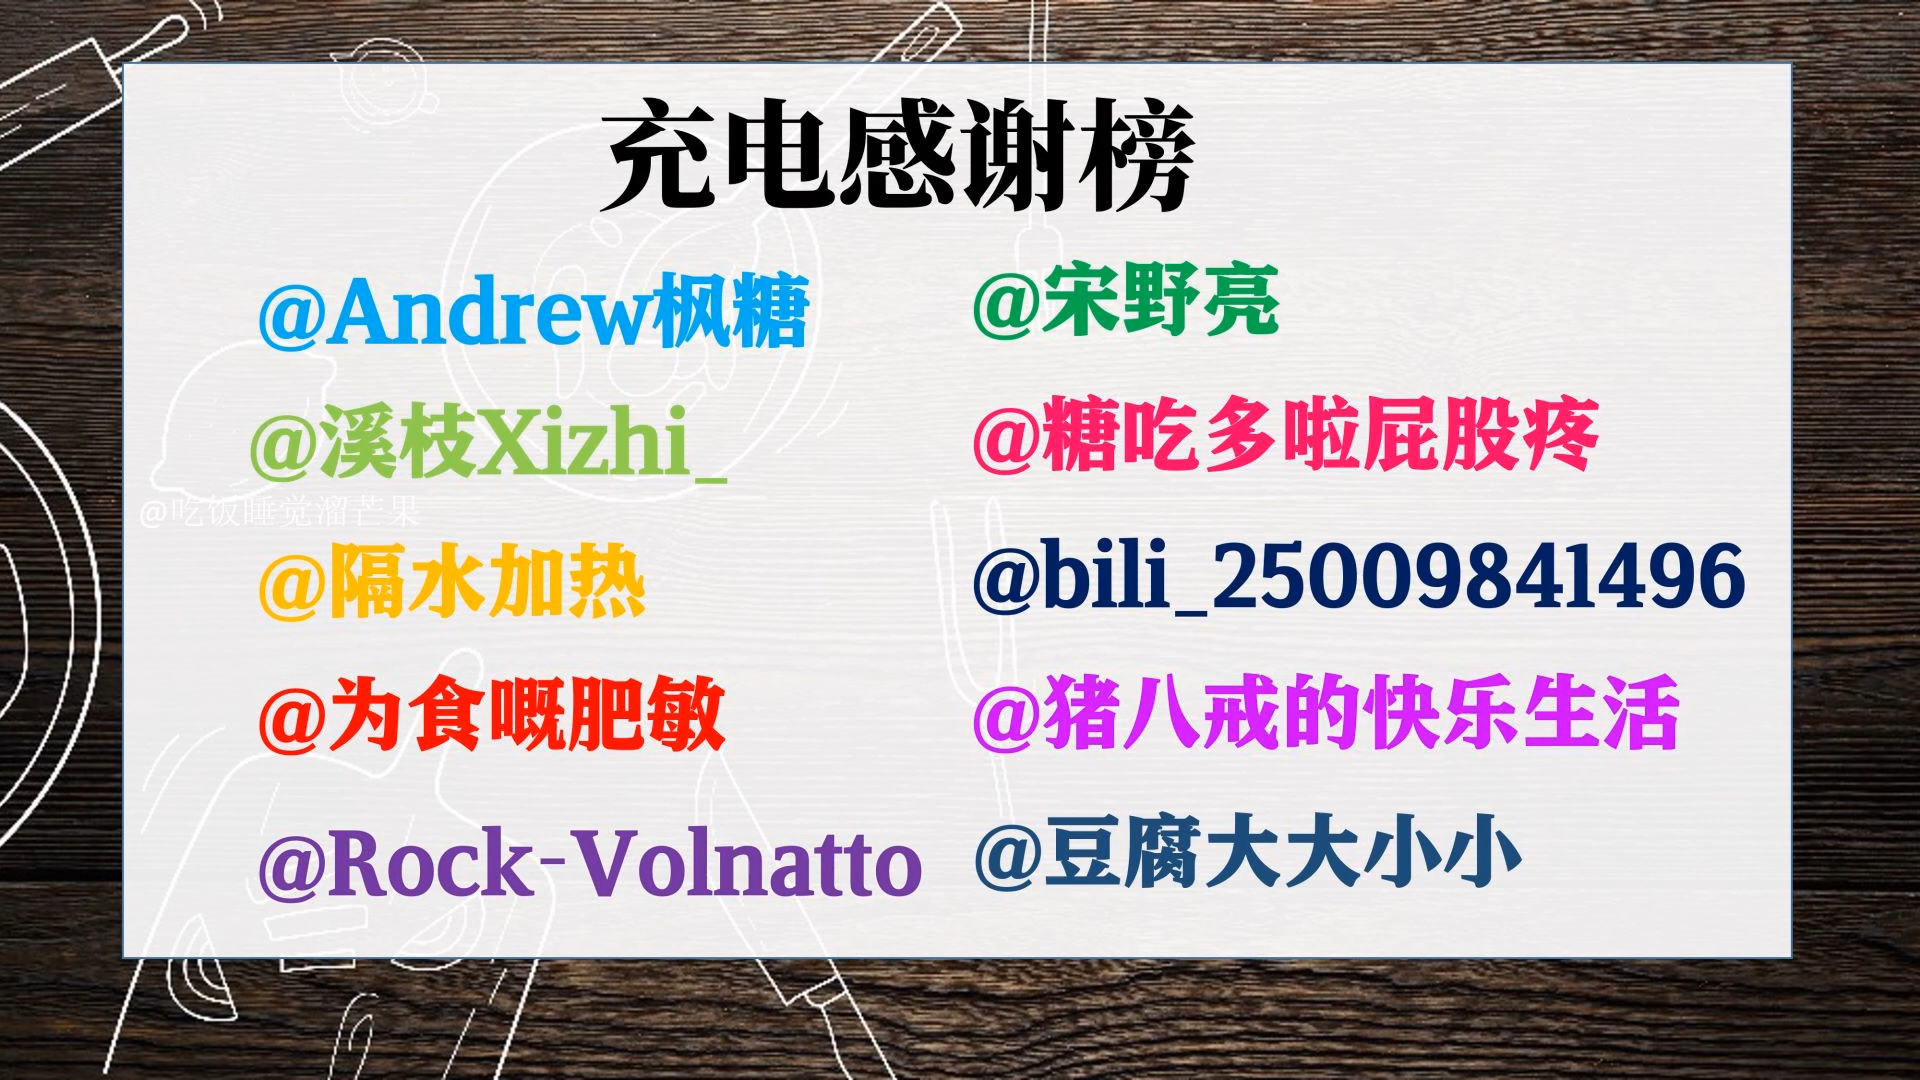 充电感谢榜
@Andrew枫糖
@宋野亮
@溪枝Xizhi_
@糖吃多啦屁股疼
@吃饭睡觉溜芒果
@隔水加热
@bili_25009841496
@为食嘅肥敏
@猪八戒的快乐生活
@Rock-Volnatto
@豆腐大大小小